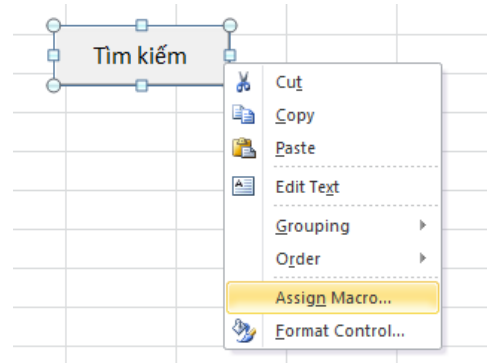 Tìm kiếm
Cut
Copy
Paste
Edit Text
Grouping
Order
Assign Macro...
Format Control...